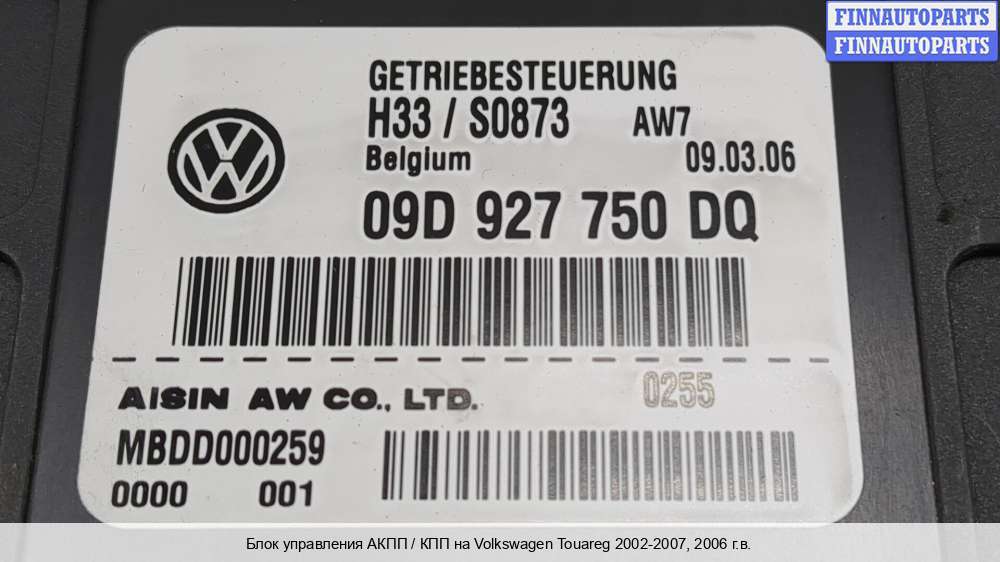 FINNAUTOPARTS
FINNAUTOPARTS
GETRIEBESTEUERUNG
H33 / S0873 AW7
Belgium 09.03.06
09D 927 750 DQ
AISIN AW CO., LTD. 0255
MBDD000259
0000 001
Блок управления АКПП / КПП на Volkswagen Touareg 2002-2007, 2006 г.в.